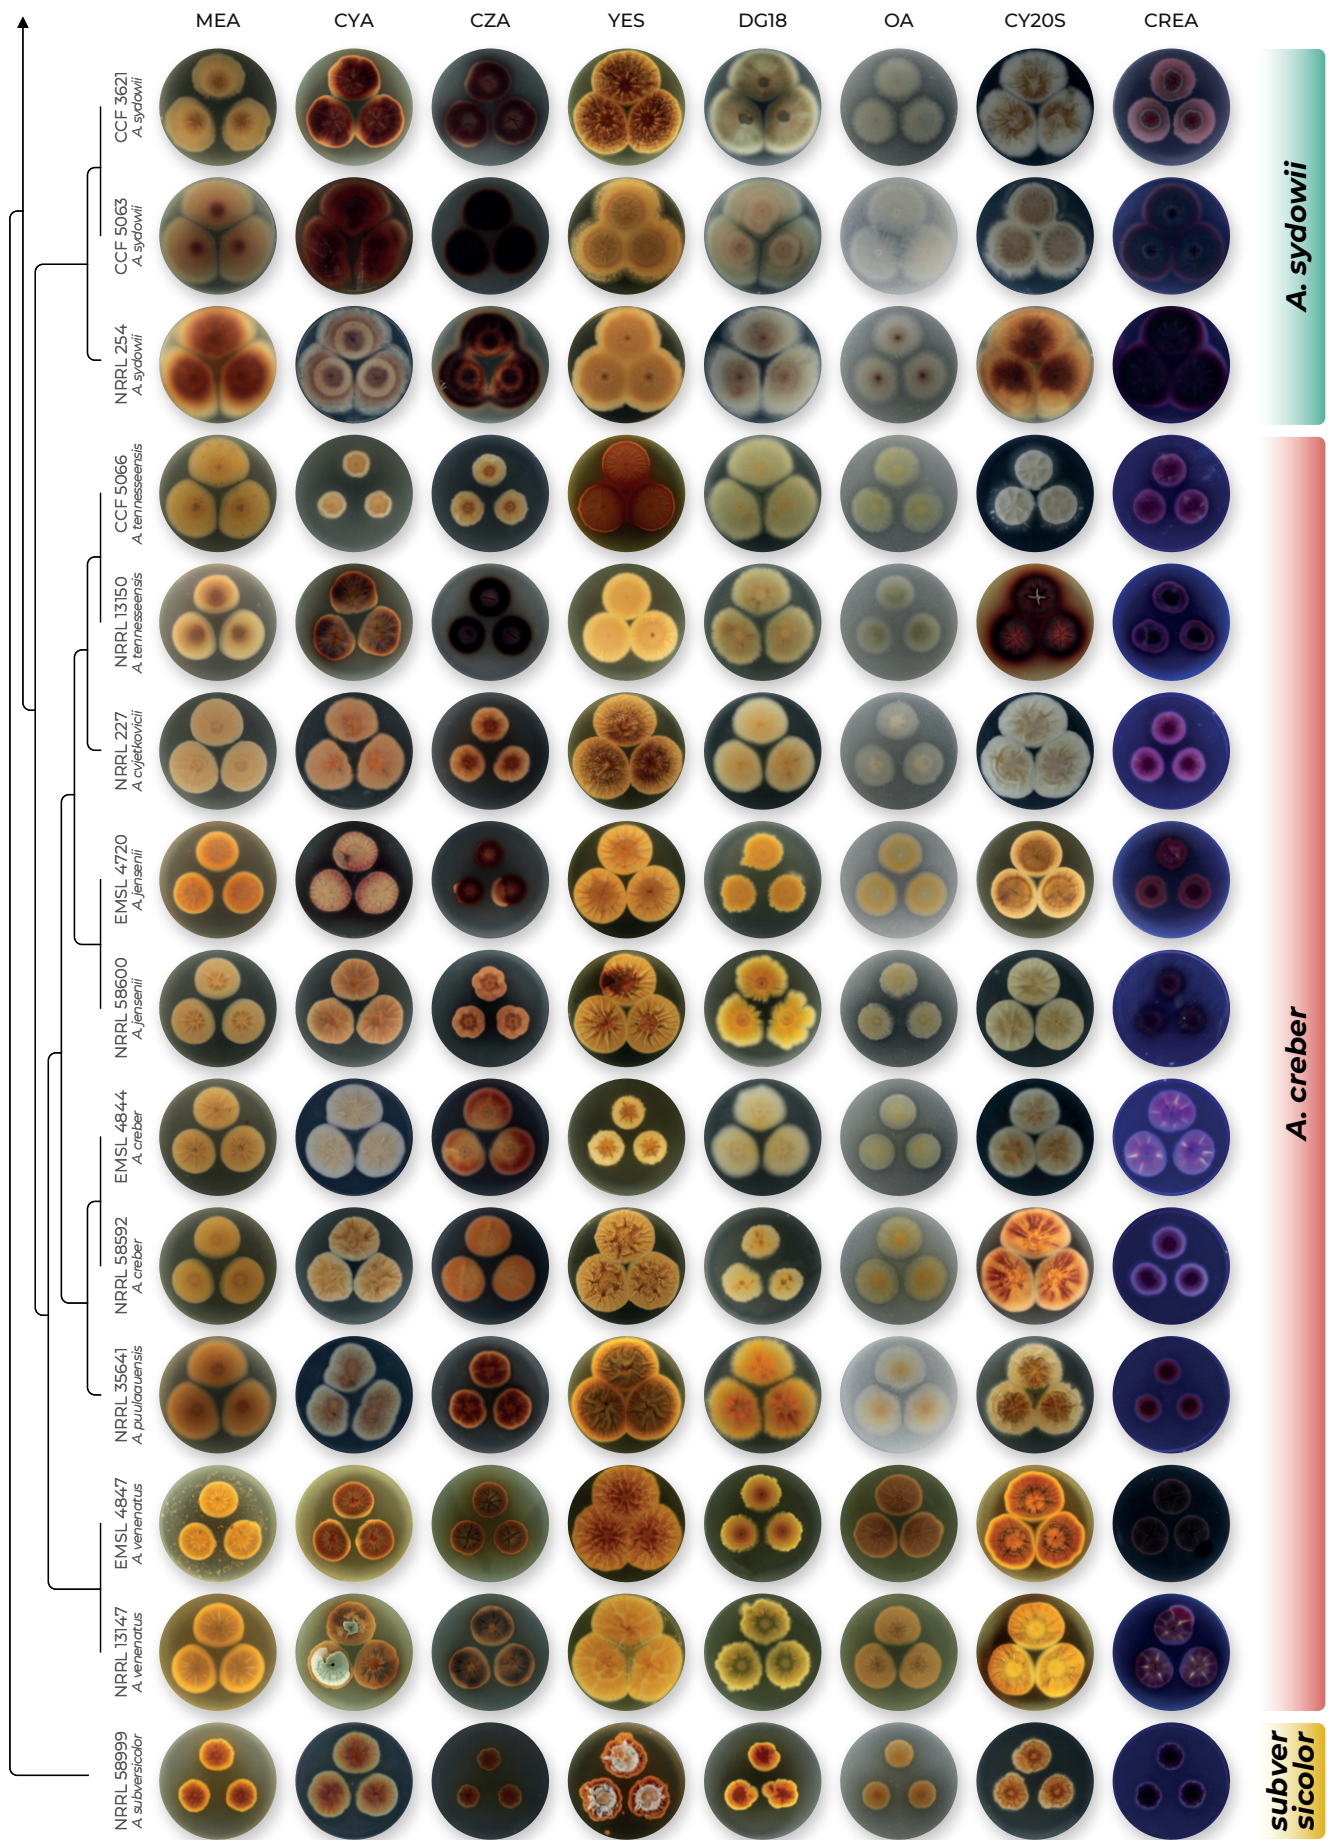 MEA CYA CZA YES DG18 OA CY20S CREA
CCF 3621
A. sydowii
CCF 5063
A. sydowii
NRRL 254
A. sydowii
A. sydowii
CCF 5066
A. tennesseensis
NRRL 13150
A. tennesseensis
NRRL 227
A. cvjetkovicii
EMSL 4720
A. jensenii
NRRL 58600
A. jensenii
EMSL 4844
A. creber
NRRL 58592
A. creber
NRRL 35641
A. puulaauensis
EMSL 4847
A. venenatus
NRRL 13147
A. venenatus
A. creber
NRRL 58999
A. subversicolor
subver
sicolor